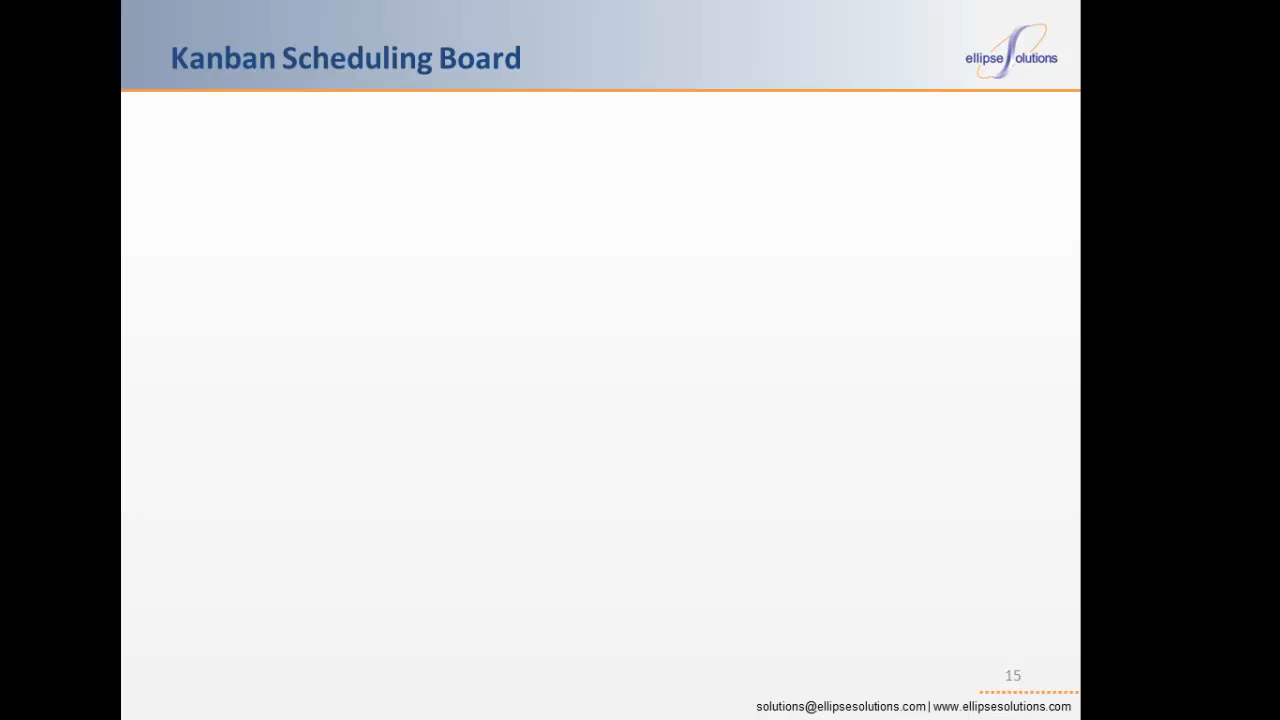 Kanban Scheduling Board
ellipse Solutions
15
solutions@ellipsesolutions.com | www.ellipsesolutions.com